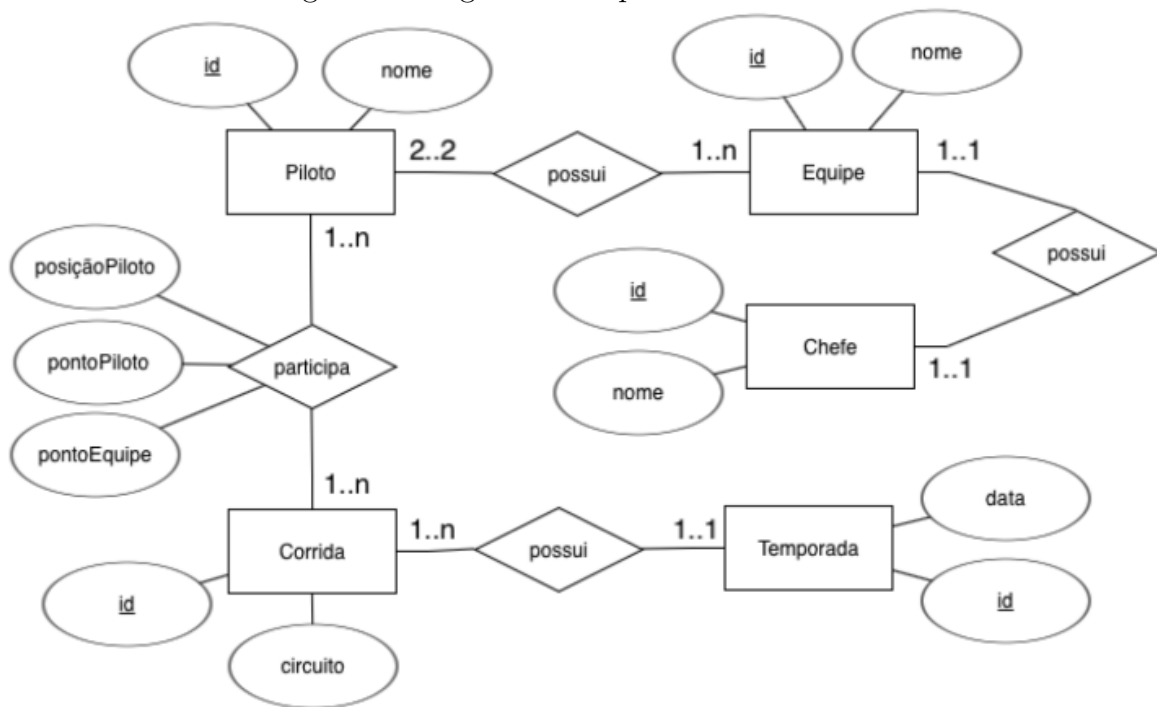 id
nome
id
nome
Piloto
2..2
possui
1..n
Equipe
1..1
1..n
possui
posiçãoPiloto
id
pontoPiloto
participa
Chefe
1..1
nome
pontoEquipe
1..n
data
Corrida
1..n
possui
1..1
Temporada
id
id
circuito